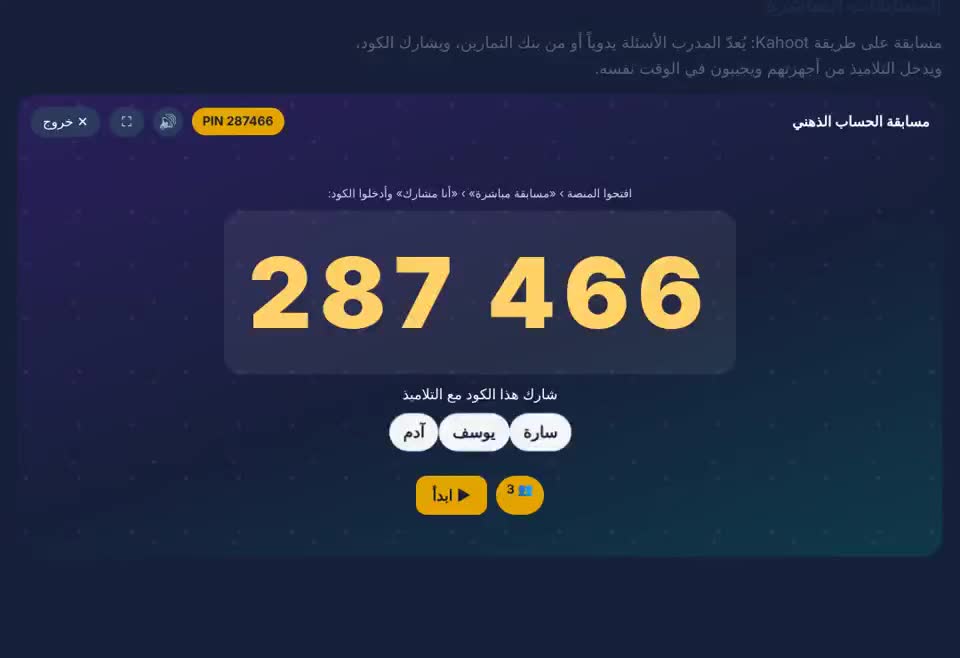 المسابقات المباشرة
مسابقة على طريقة Kahoot: يُعدّ المدرب الأسئلة يدوياً أو من بنك التمارين، ويشارك الكود،
ويدخل التلاميذ من أجهزتهم ويجيبون في الوقت نفسه.
مسابقة الحساب الذهني
PIN 287466
✕ خروج
افتحوا المنصة › «مسابقة مباشرة» › «أنا مشارك» وأدخلوا الكود:
287 466
شارك هذا الكود مع التلاميذ
سارة يوسف آدم
3
▶ ابدأ